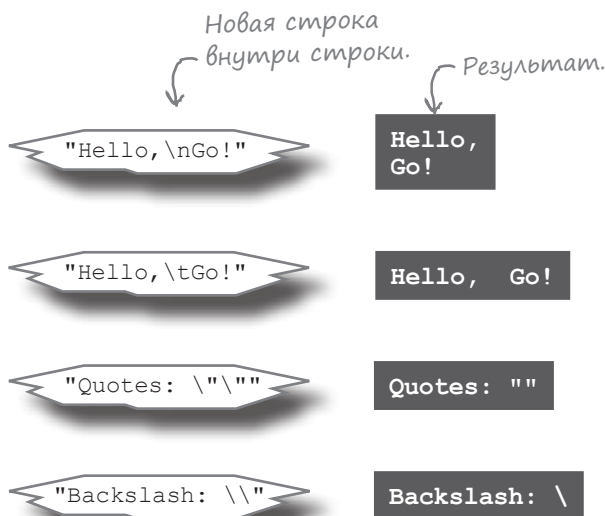 Новая строка
внутри строки.
Результат.
"Hello,\nGo!"
Hello,
Go!
"Hello,\tGo!"
Hello,  Go!
"Quotes: \"\""
Quotes: ""
"Backslash: \\"
Backslash: \